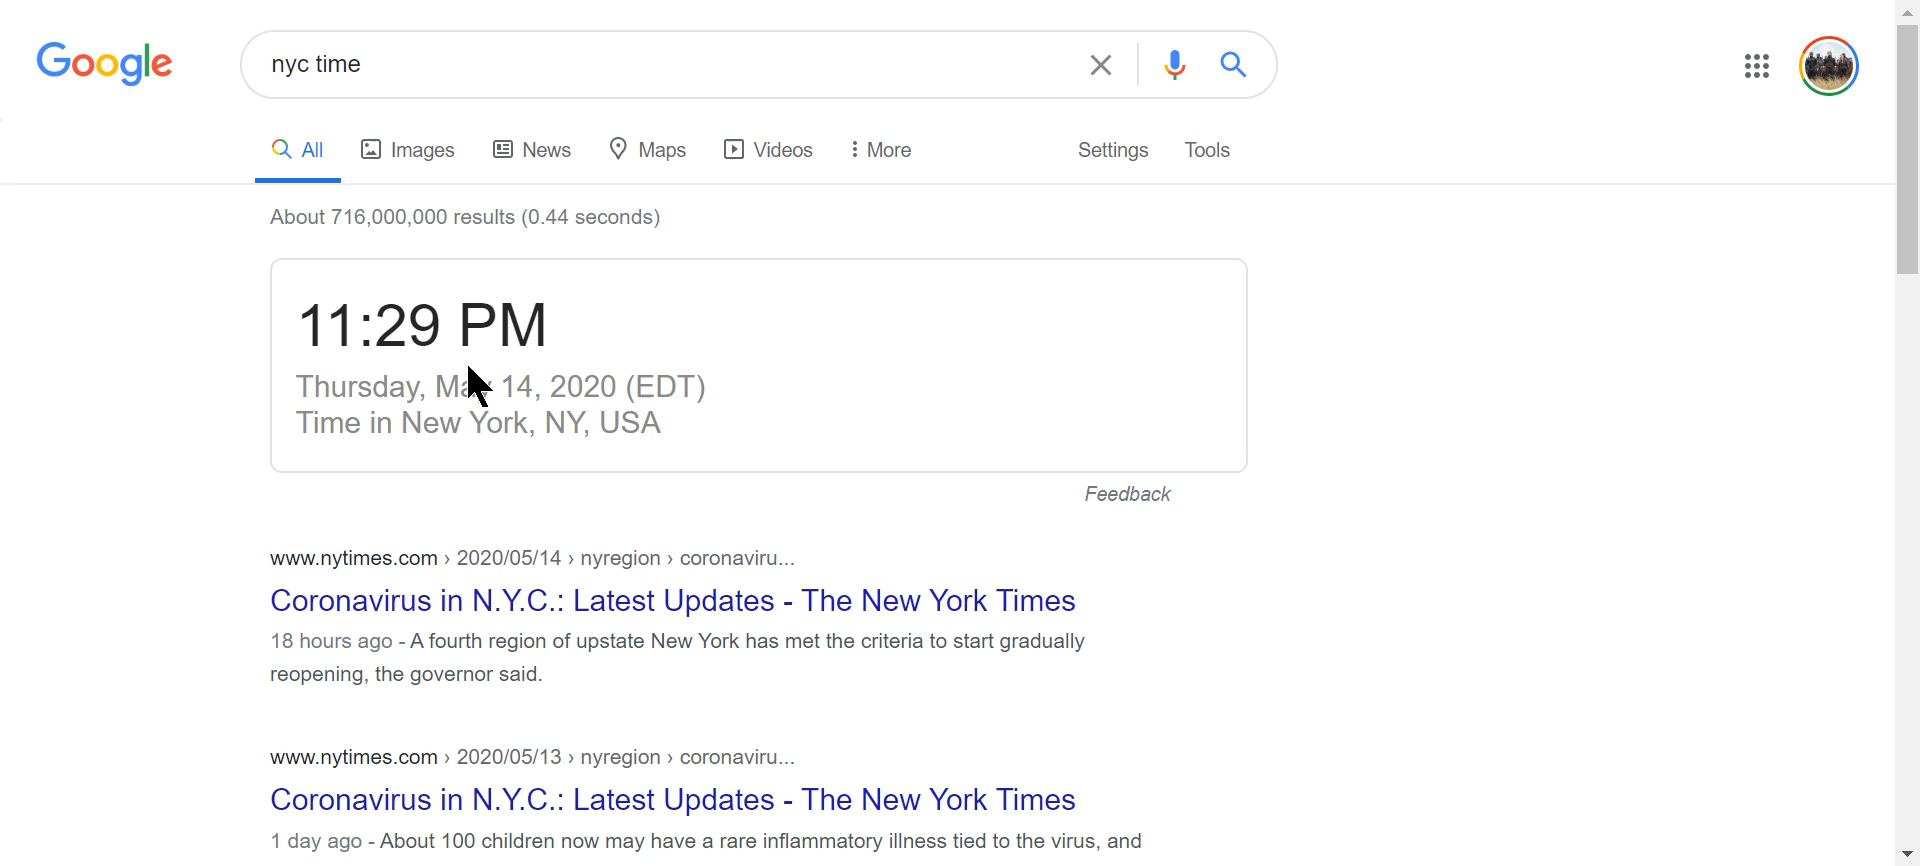 Google
nyc time
All Images News Maps Videos More Settings Tools
About 716,000,000 results (0.44 seconds)
11:29 PM
Thursday, May 14, 2020 (EDT)
Time in New York, NY, USA
Feedback
www.nytimes.com › 2020/05/14 › nyregion › coronaviru...
Coronavirus in N.Y.C.: Latest Updates - The New York Times
18 hours ago - A fourth region of upstate New York has met the criteria to start gradually
reopening, the governor said.
www.nytimes.com › 2020/05/13 › nyregion › coronaviru...
Coronavirus in N.Y.C.: Latest Updates - The New York Times
1 day ago - About 100 children now may have a rare inflammatory illness tied to the virus, and